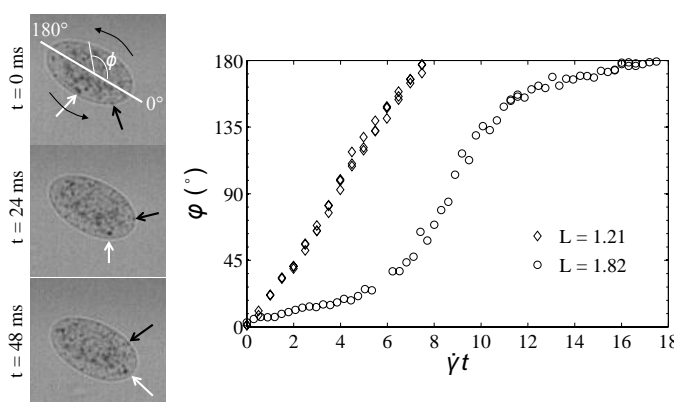 t = 0 ms
180°
ϕ
0°
t = 24 ms
t = 48 ms
φ (°)
180
135
90
45
0
0 2 4 6 8 10 12 14 16 18
γ̇ t
L = 1.21
L = 1.82